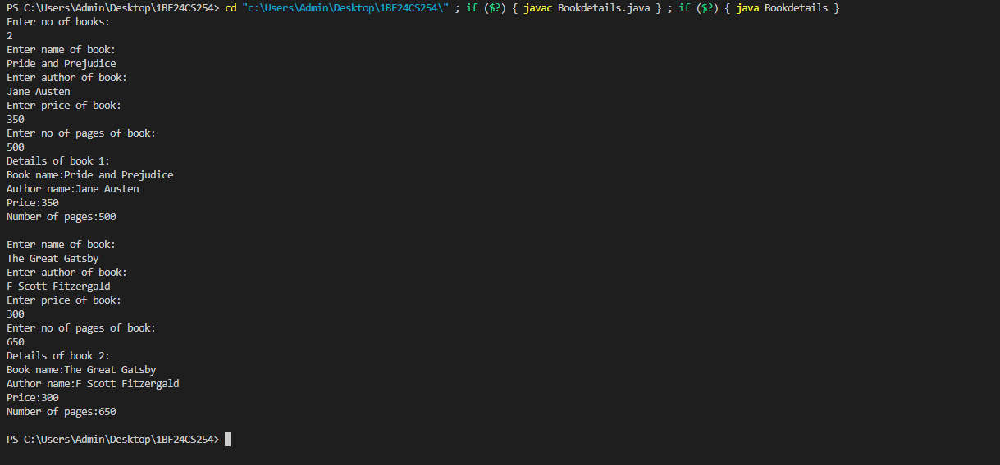 PS C:\Users\Admin\Desktop\1BF24CS254> cd "c:\Users\Admin\Desktop\1BF24CS254\" ; if ($?) { javac Bookdetails.java } ; if ($?) { java Bookdetails }
Enter no of books:
2
Enter name of book:
Pride and Prejudice
Enter author of book:
Jane Austen
Enter price of book:
350
Enter no of pages of book:
500
Details of book 1:
Book name:Pride and Prejudice
Author name:Jane Austen
Price:350
Number of pages:500
Enter name of book:
The Great Gatsby
Enter author of book:
F Scott Fitzergald
Enter price of book:
300
Enter no of pages of book:
650
Details of book 2:
Book name:The Great Gatsby
Author name:F Scott Fitzergald
Price:300
Number of pages:650
PS C:\Users\Admin\Desktop\1BF24CS254>